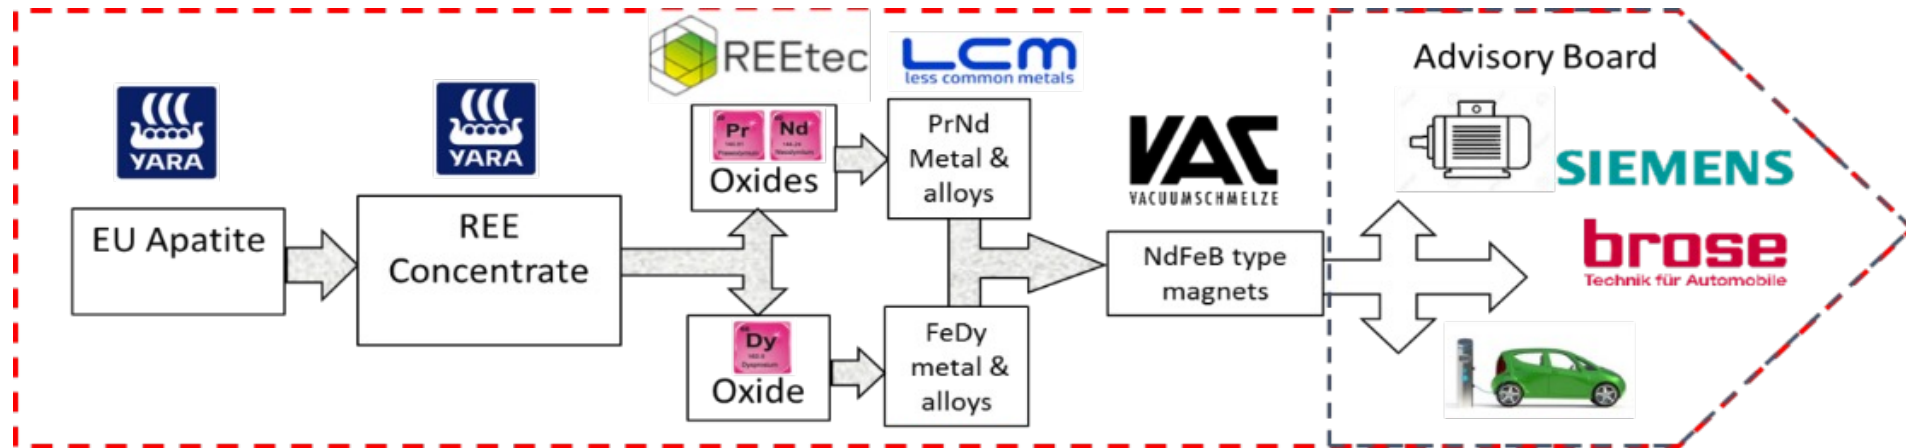 YARA
EU Apatite
YARA
REE
Concentrate
REEtec
Pr
Nd
Oxides
Dy
Dysprosium
Oxide
LCM
less common metals
PrNd
Metal &
alloys
FeDy
metal &
alloys
VAC
VACUUMSCHMELZE
NdFeB type
magnets
Advisory Board
SIEMENS
brose
Technik für Automobile